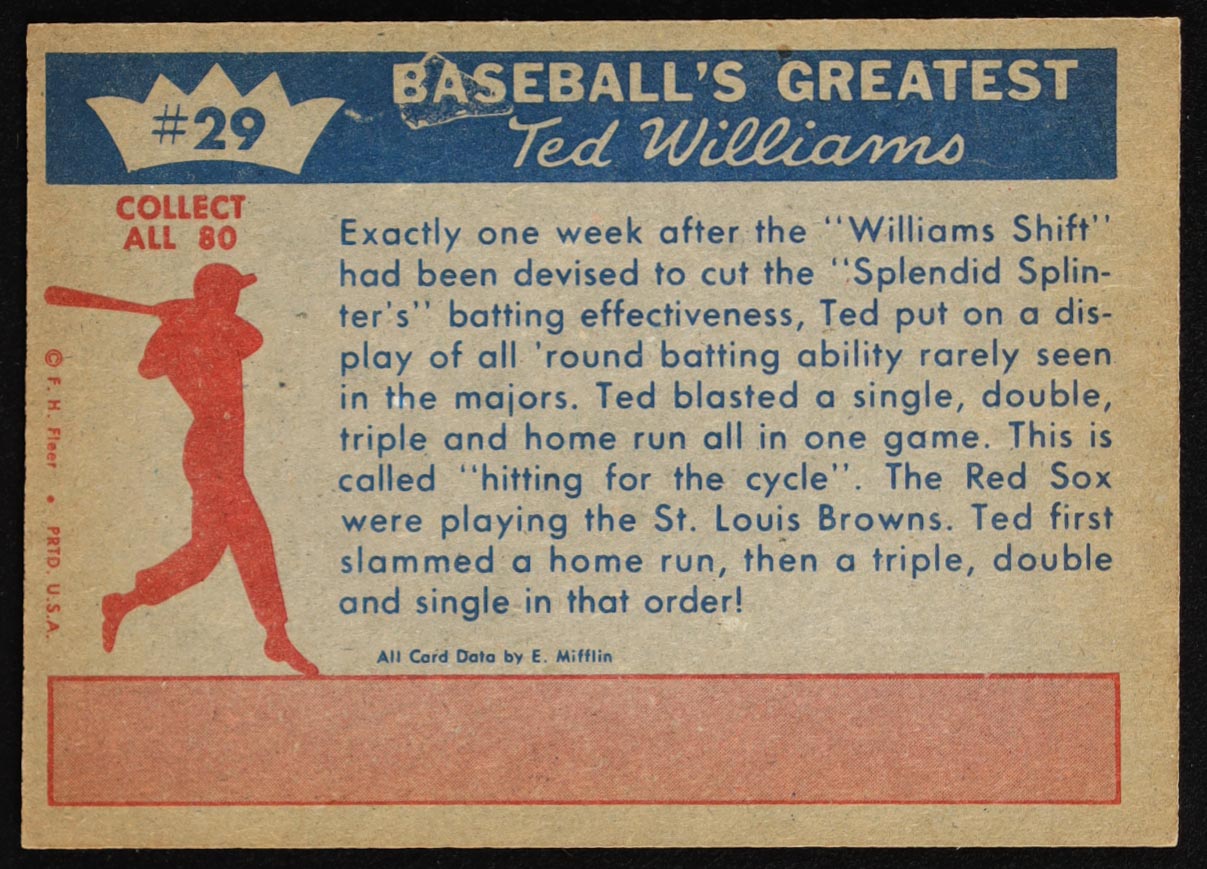 #29
BASEBALL'S GREATEST
Ted Williams
COLLECT
ALL 80
Exactly one week after the "Williams Shift"
had been devised to cut the "Splendid Splin-
ter's" batting effectiveness, Ted put on a dis-
play of all 'round batting ability rarely seen
in the majors. Ted blasted a single, double,
triple and home run all in one game. This is
called "hitting for the cycle". The Red Sox
were playing the St. Louis Browns. Ted first
slammed a home run, then a triple, double
and single in that order!
All Card Data by E. Mifflin
© F. H. Fleer • PRTD. U.S.A.